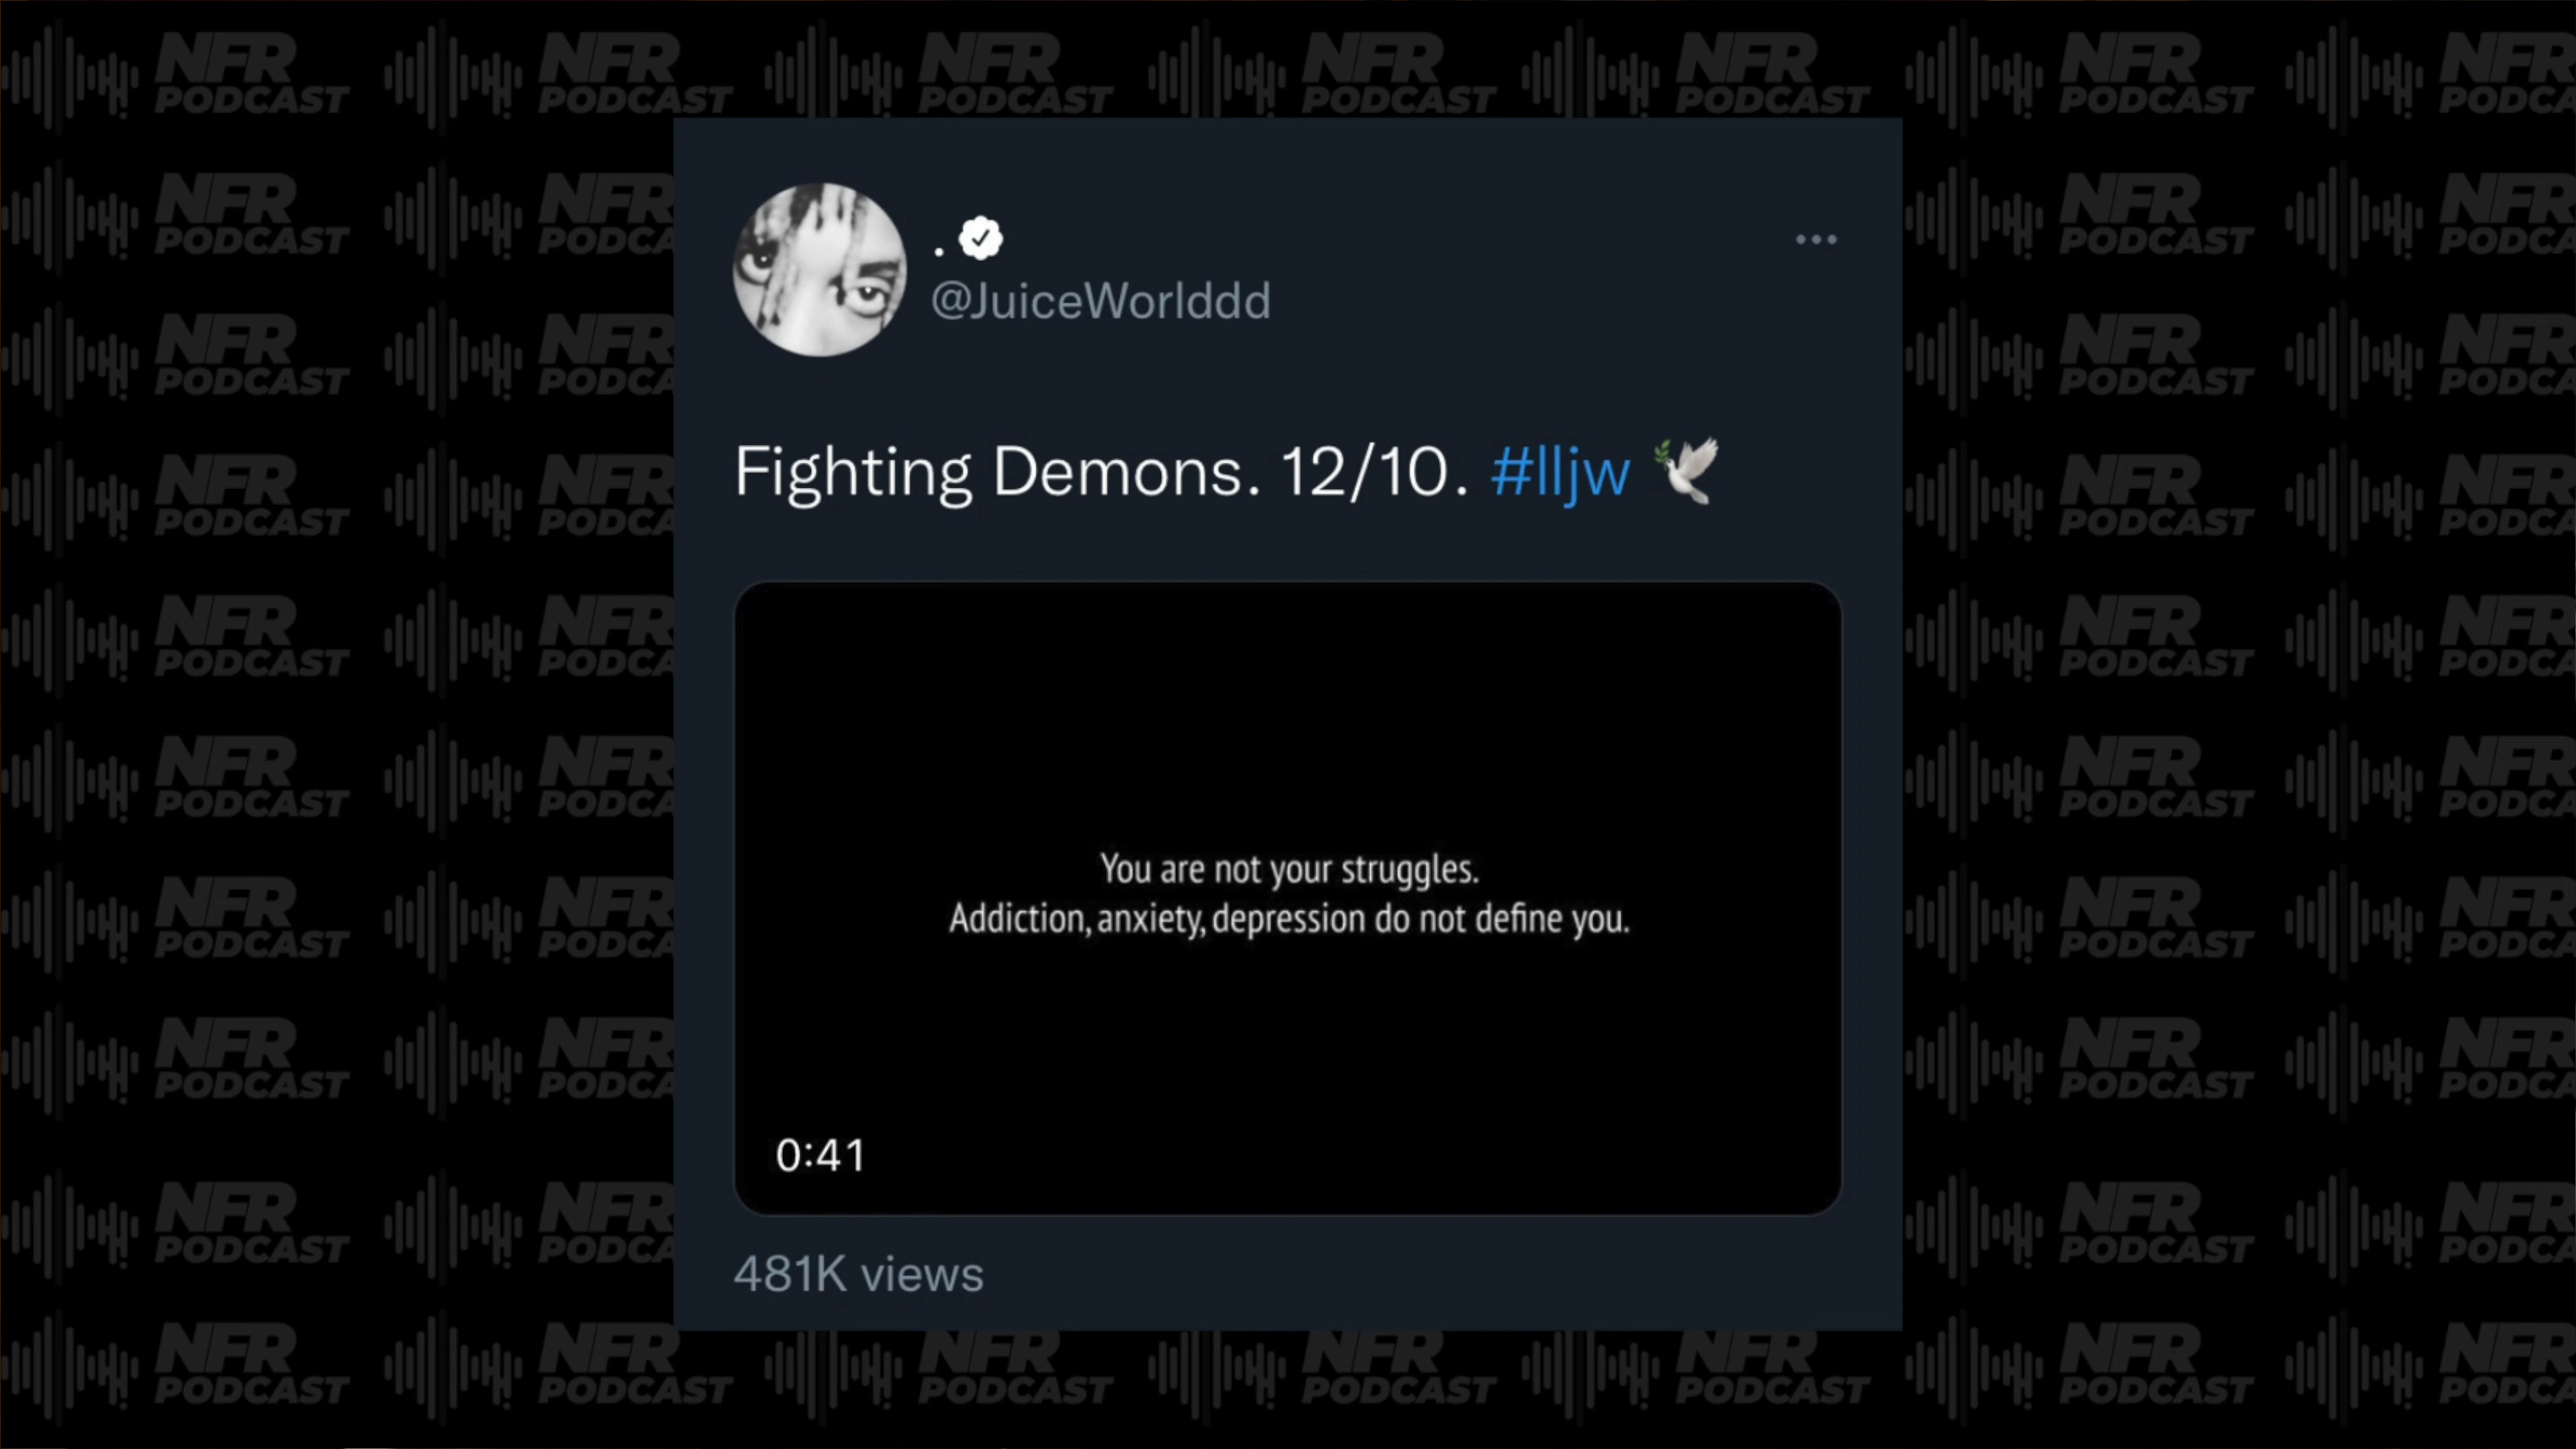 .
@JuiceWorlddd
Fighting Demons. 12/10. #lljw 🕊
You are not your struggles.
Addiction, anxiety, depression do not define you.
0:41
481K views
NFR
PODCAST